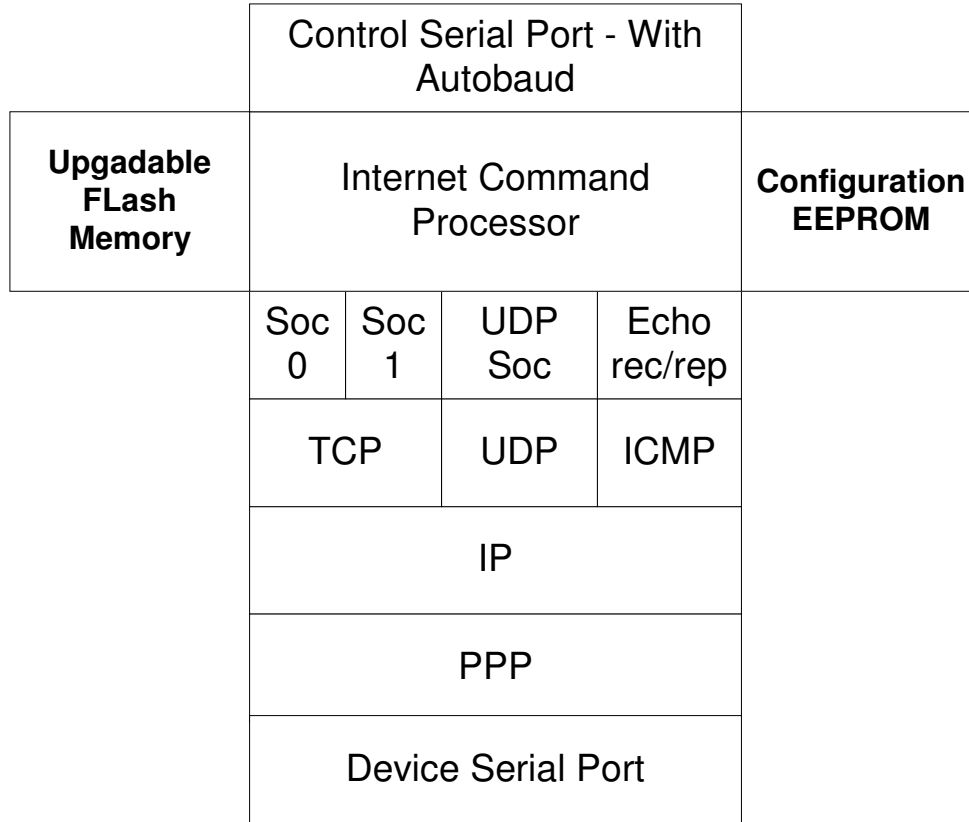 Control Serial Port - With
Autobaud
Upgadable
FLash
Memory
Internet Command
Processor
Configuration
EEPROM
Soc
0
Soc
1
UDP
Soc
Echo
rec/rep
TCP
UDP
ICMP
IP
PPP
Device Serial Port